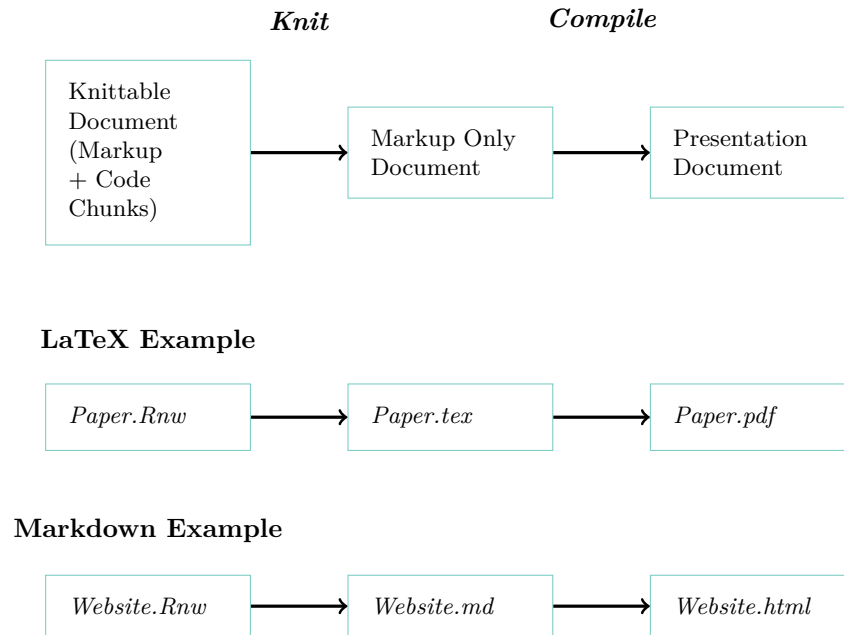 Knit
Compile
Knittable
Document
(Markup
+ Code
Chunks)
Markup Only
Document
Presentation
Document
LaTeX Example
Paper.Rnw
Paper.tex
Paper.pdf
Markdown Example
Website.Rnw
Website.md
Website.html